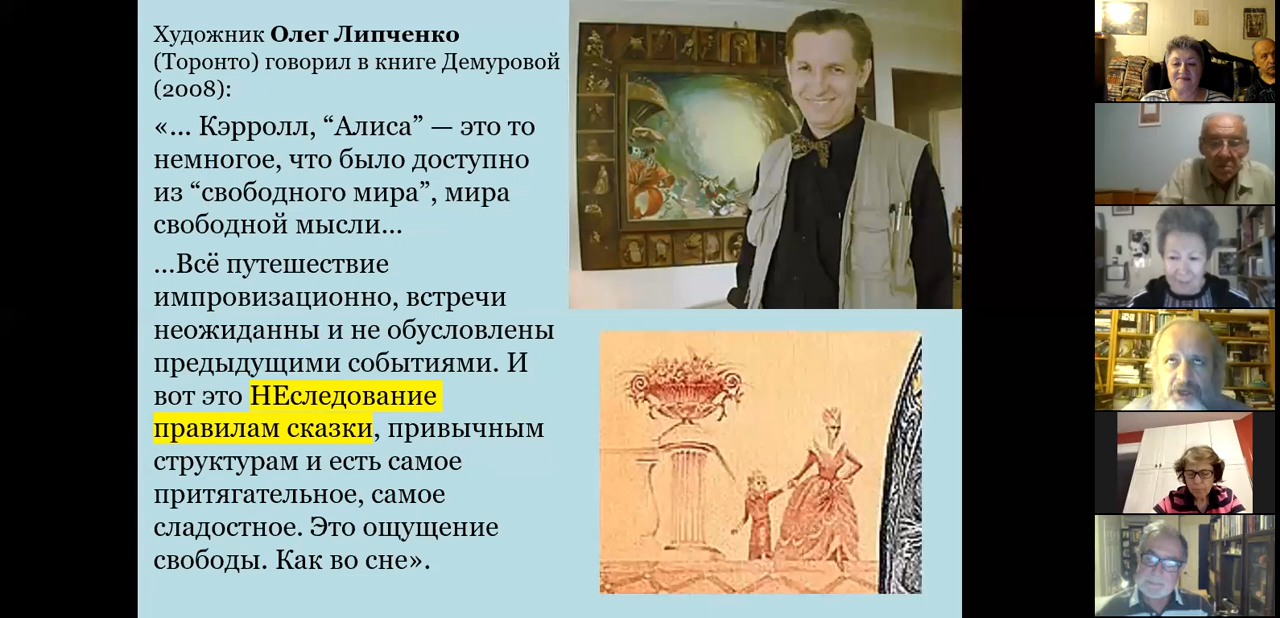 Художник Олег Липченко
(Торонто) говорил в книге Демуровой
(2008):
«… Кэрролл, “Алиса” — это то
немногое, что было доступно
из “свободного мира”, мира
свободной мысли…
…Всё путешествие
импровизационно, встречи
неожиданны и не обусловлены
предыдущими событиями. И
вот это НЕследование
правилам сказки, привычным
структурам и есть самое
притягательное, самое
сладостное. Это ощущение
свободы. Как во сне».